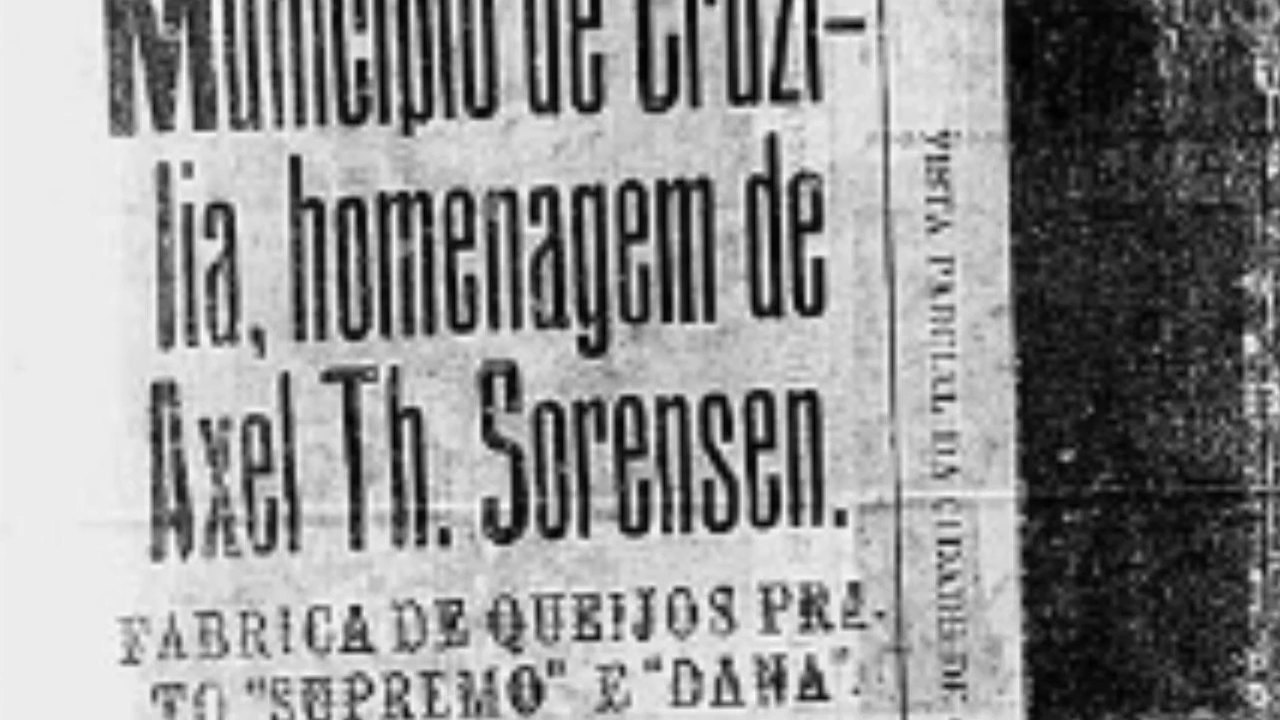 Município de Cruzi-
lia, homenagem de
Axel Th. Sorensen.
FABRICA DE QUEIJOS PRA-
TO "SUPREMO" E "DANA".
VISTA PARCIAL DA CIDADE DE